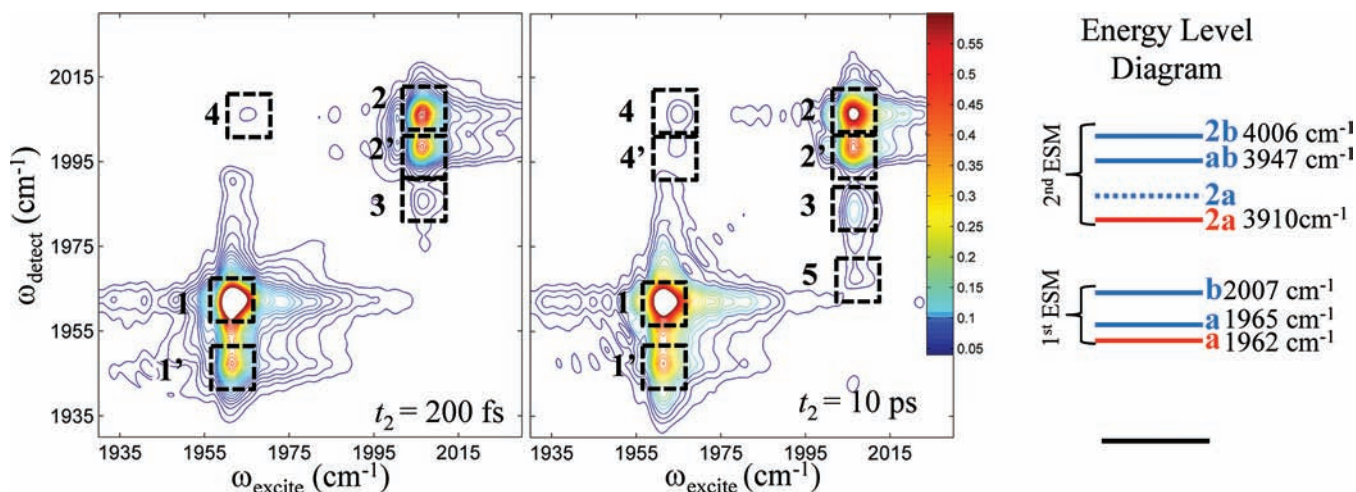 2015
1995
1975
1955
1935
ω_detect (cm⁻¹)
4
2
2'
3
1
1'
t₂ = 200 fs
1935 1955 1975 1995 2015
ω_excite (cm⁻¹)
4
4'
2
2'
3
5
1
1'
t₂ = 10 ps
1935 1955 1975 1995 2015
ω_excite (cm⁻¹)
0.55
0.5
0.45
0.4
0.35
0.3
0.25
0.2
0.15
0.1
0.05
Energy Level
Diagram
2nd ESM
2b 4006 cm⁻¹
ab 3947 cm⁻¹
2a
2a 3910cm⁻¹
1st ESM
b 2007 cm⁻¹
a 1965 cm⁻¹
a 1962 cm⁻¹